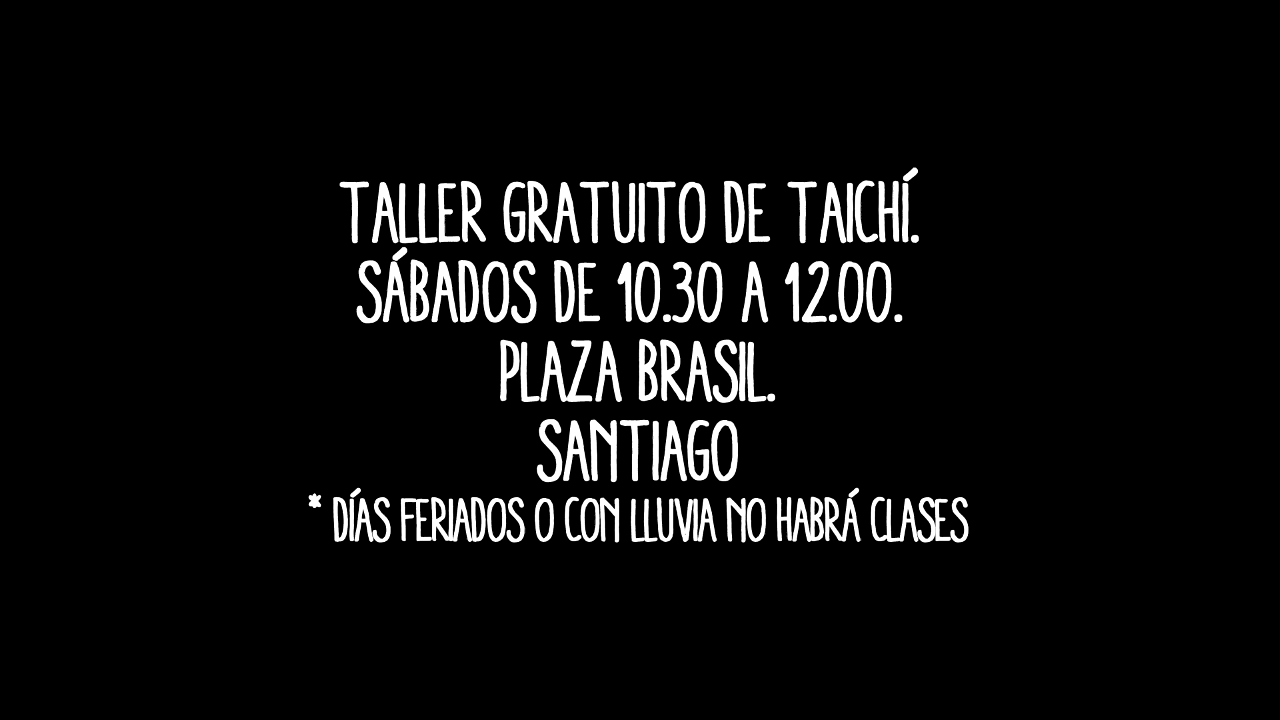 TALLER GRATUITO DE TAICHÍ.
SÁBADOS DE 10.30 A 12.00.
PLAZA BRASIL.
SANTIAGO
* DÍAS FERIADOS O CON LLUVIA NO HABRÁ CLASES